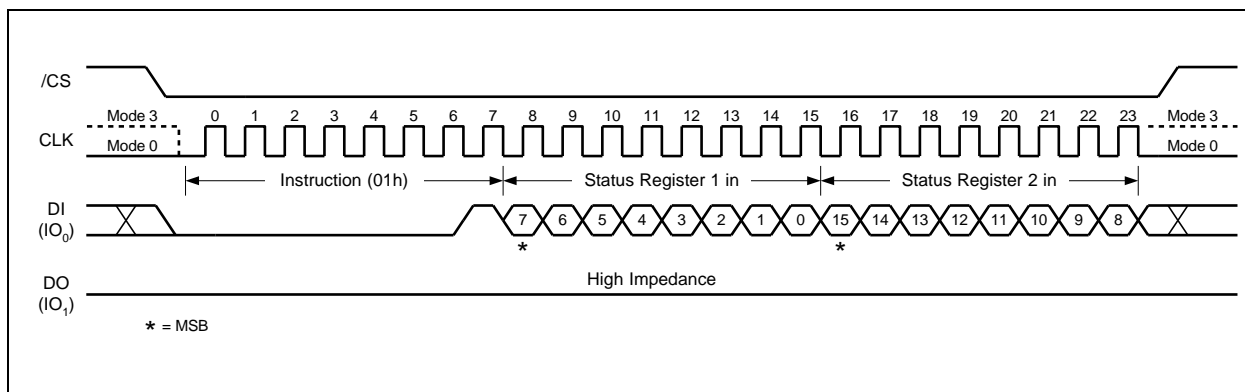 /CS
Mode 3 0 1 2 3 4 5 6 7 8 9 10 11 12 13 14 15 16 17 18 19 20 21 22 23 Mode 3
CLK
Mode 0 Mode 0
Instruction (01h) Status Register 1 in Status Register 2 in
DI
(IO0) 7 6 5 4 3 2 1 0 15 14 13 12 11 10 9 8
* *
High Impedance
DO
(IO1)
* = MSB